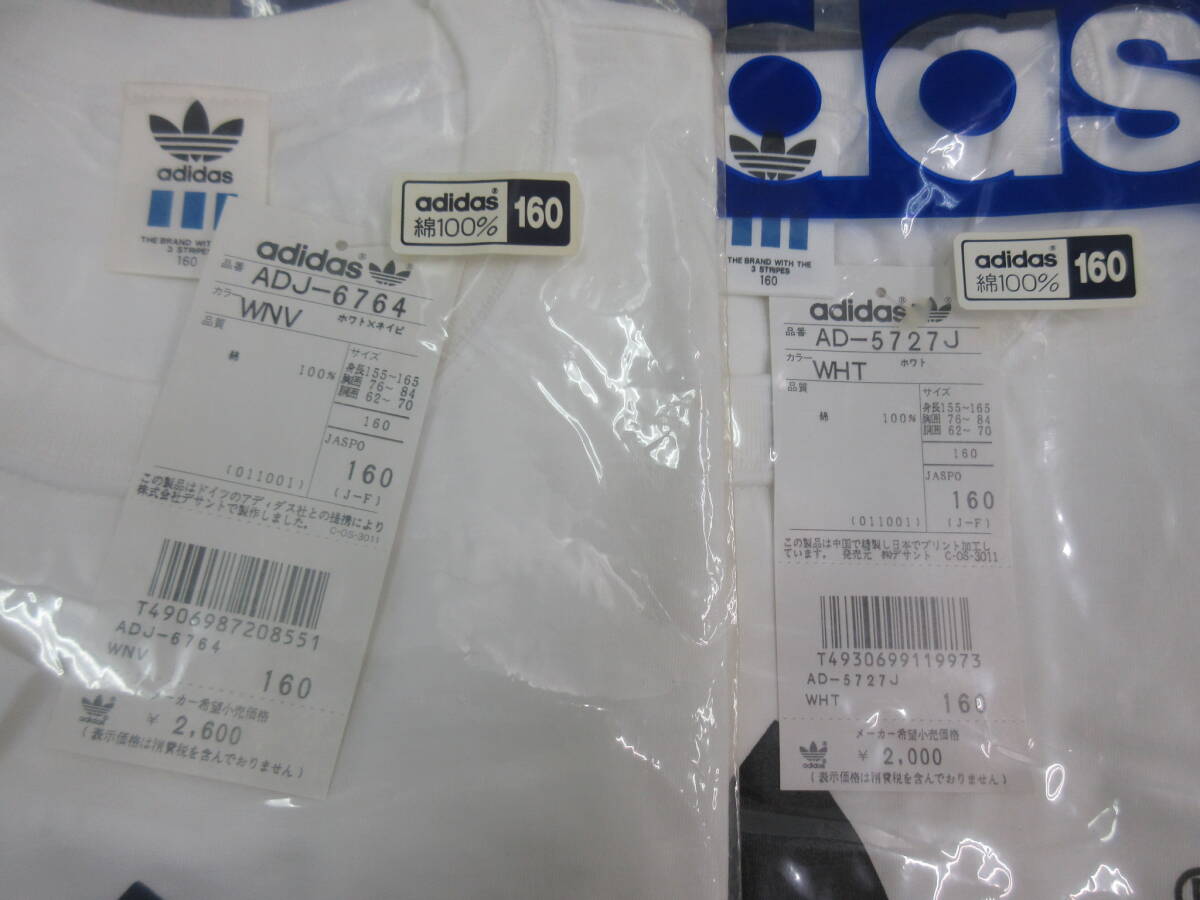 adidas
THE BRAND WITH
3 STRIPES
160
adidas®
綿100%
160
adidas®
品番
ADJ-6764
カラー
WNV
ホワト×ネイビ
品質
綿
100%
サイズ
身長155~165
胸囲 76~ 84
胴囲 62~ 70
160
JASPO
160
(011001)
(J-F)
この製品はドイツのアディダス社との提携により
株式会社デサントで製作しました。
C-OS-3011
T4906987208551
ADJ-6764
WNV
160
メーカー希望小売価格
adidas
¥ 2,600
(表示価格は消費税を含んでおりません)
das
THE BRAND WITH THE
3 STRIPES
160
adidas®
綿100%
160
adidas
品番
AD-5727J
カラー
WHT
ホワト
品質
綿
100%
サイズ
身長155~165
胸囲 76~ 84
胴囲 62~ 70
160
JASPO
160
(011001)
(J-F)
この製品は中国で縫製し日本でプリント加工し
ています。 発売元 ㈱デサント C-OS-3011
T4930699119973
AD-5727J
WHT
160
メーカー希望小売価格
adidas
¥ 2,000
(表示価格は消費税を含んでおりません)
®